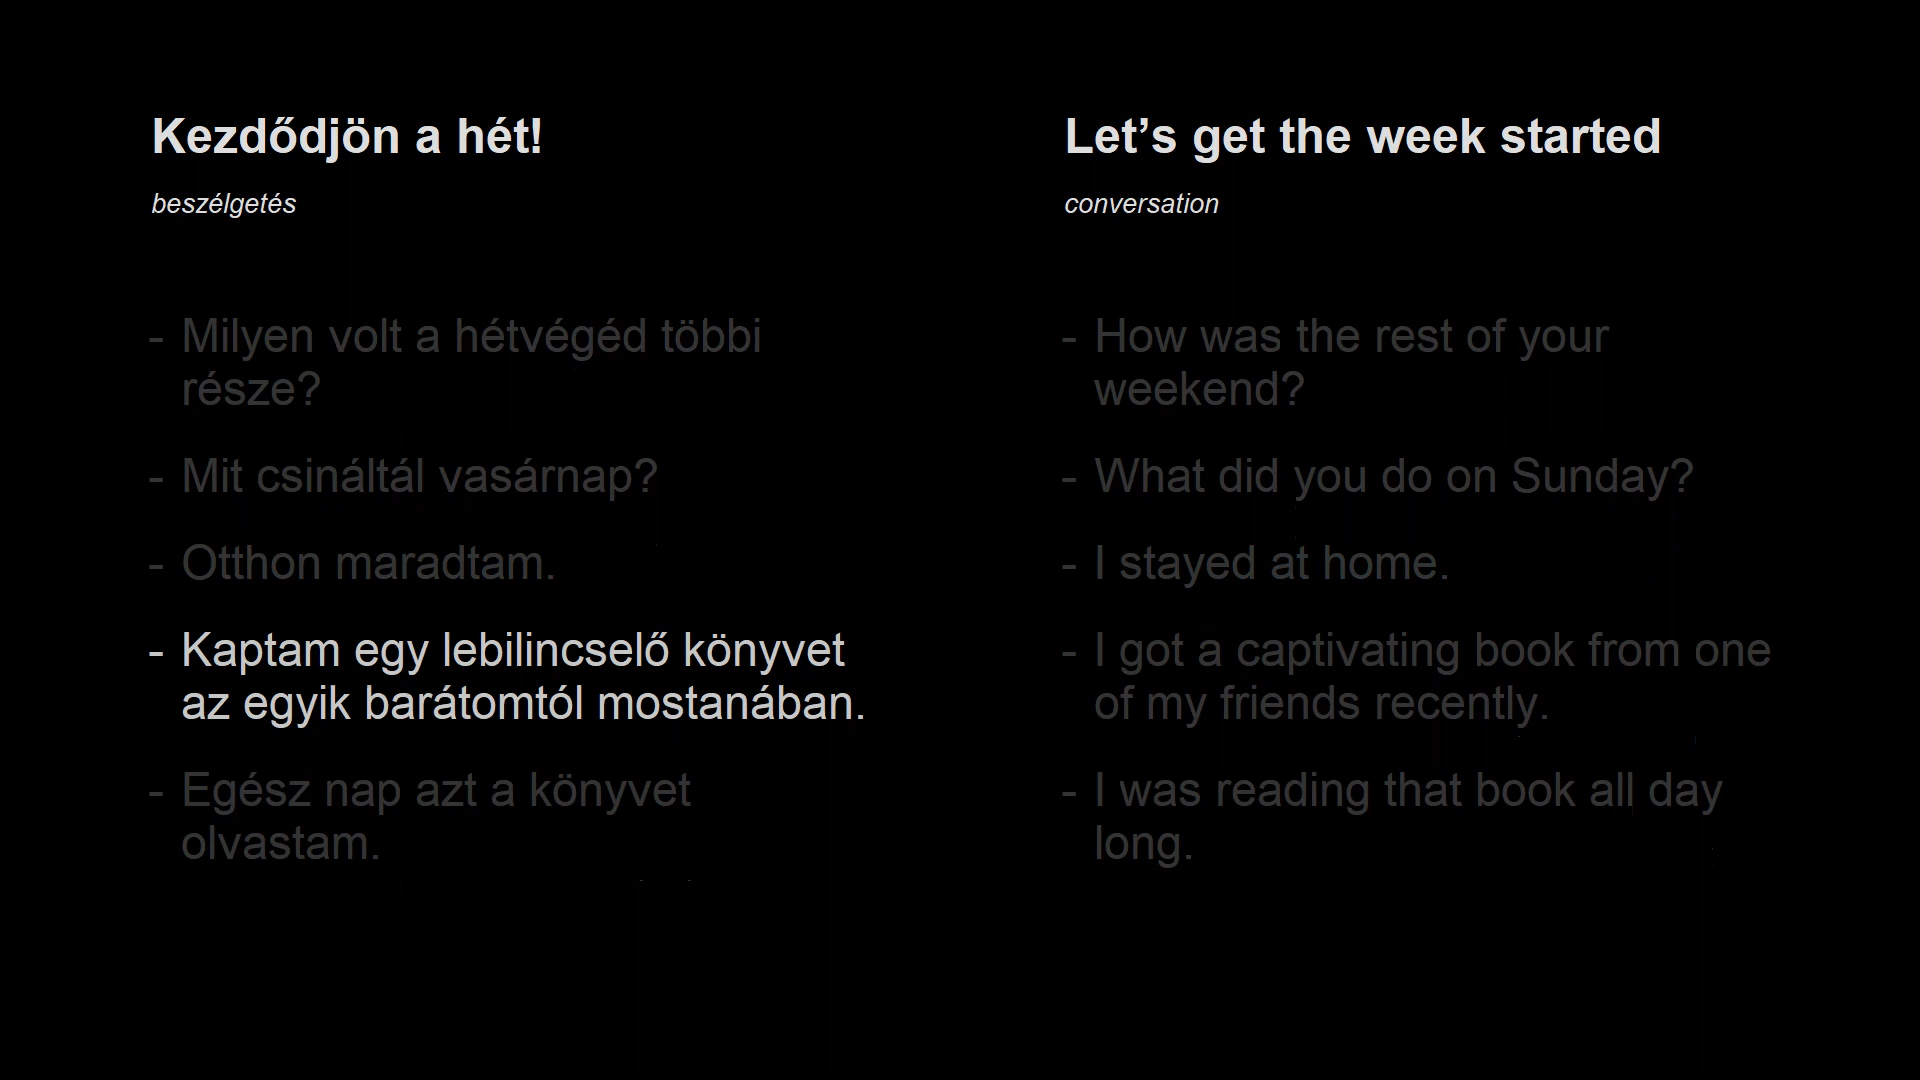 Kezdődjön a hét!
beszélgetés
- Milyen volt a hétvégéd többi
része?
- Mit csináltál vasárnap?
- Otthon maradtam.
- Kaptam egy lebilincselő könyvet
az egyik barátomtól mostanában.
- Egész nap azt a könyvet
olvastam.
Let’s get the week started
conversation
- How was the rest of your
weekend?
- What did you do on Sunday?
- I stayed at home.
- I got a captivating book from one
of my friends recently.
- I was reading that book all day
long.